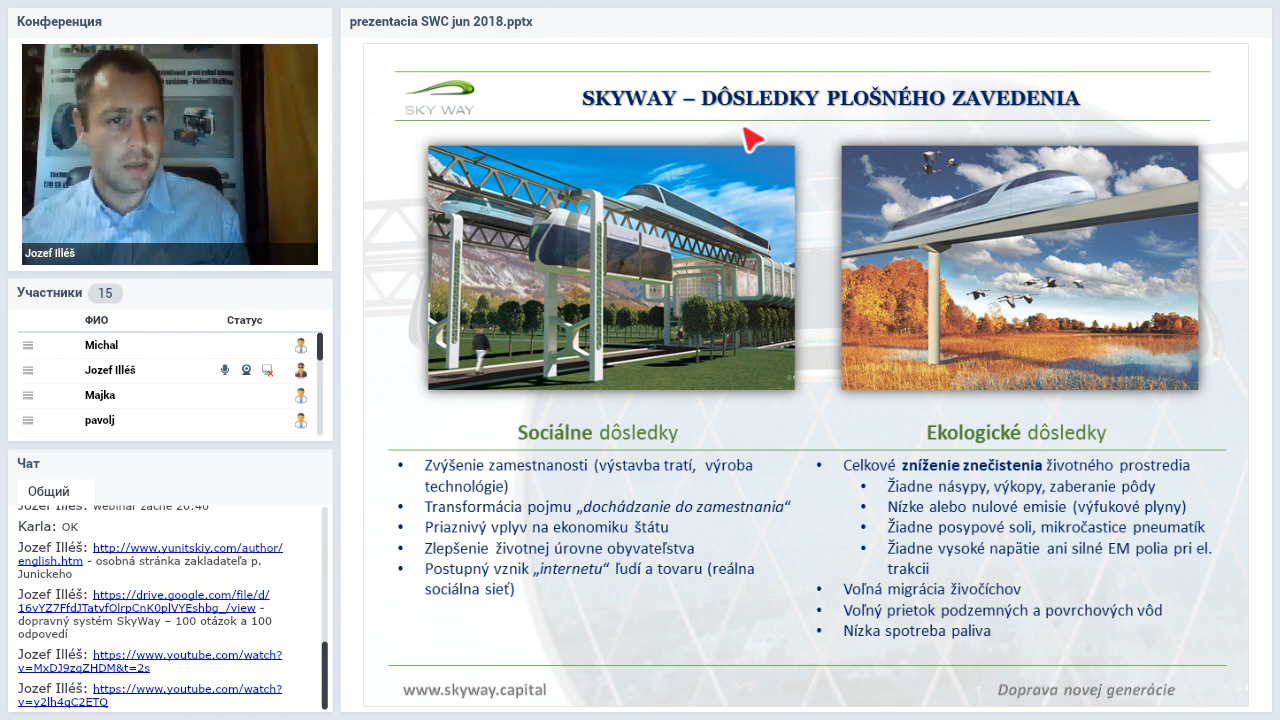 Конференция
Jozef Illéš
Участники 15
ФИО Статус
Michal
Jozef Illéš
Majka
pavolj
Чат
Общий
Jozef Illéš: webinár začne 20:40
Karla: OK
Jozef Illéš: http://www.yunitskiy.com/author/
english.htm - osobná stránka zakladateľa p.
Junického
Jozef Illéš: https://drive.google.com/file/d/
16vYZ7FfdJTatvfOlrpCnK0plVYEshbg_/view -
dopravný systém SkyWay – 100 otázok a 100
odpovedí
Jozef Illéš: https://www.youtube.com/watch?
v=MxDJ9zqZHDM&t=2s
Jozef Illéš: https://www.youtube.com/watch?
v=y2lh4qC2ETQ
prezentacia SWC jun 2018.pptx
SKY WAY
SKYWAY – DÔSLEDKY PLOŠNÉHO ZAVEDENIA
Sociálne dôsledky
• Zvýšenie zamestnanosti (výstavba tratí, výroba
technológie)
• Transformácia pojmu „dochádzanie do zamestnania“
• Priaznivý vplyv na ekonomiku štátu
• Zlepšenie životnej úrovne obyvateľstva
• Postupný vznik „internetu“ ľudí a tovaru (reálna
sociálna sieť)
Ekologické dôsledky
• Celkové zníženie znečistenia životného prostredia
• Žiadne násypy, výkopy, zaberanie pôdy
• Nízke alebo nulové emisie (výfukové plyny)
• Žiadne posypové soli, mikročastice pneumatík
• Žiadne vysoké napätie ani silné EM polia pri el.
trakcii
• Voľná migrácia živočíchov
• Voľný prietok podzemných a povrchových vôd
• Nízka spotreba paliva
www.skyway.capital
Doprava novej generácie